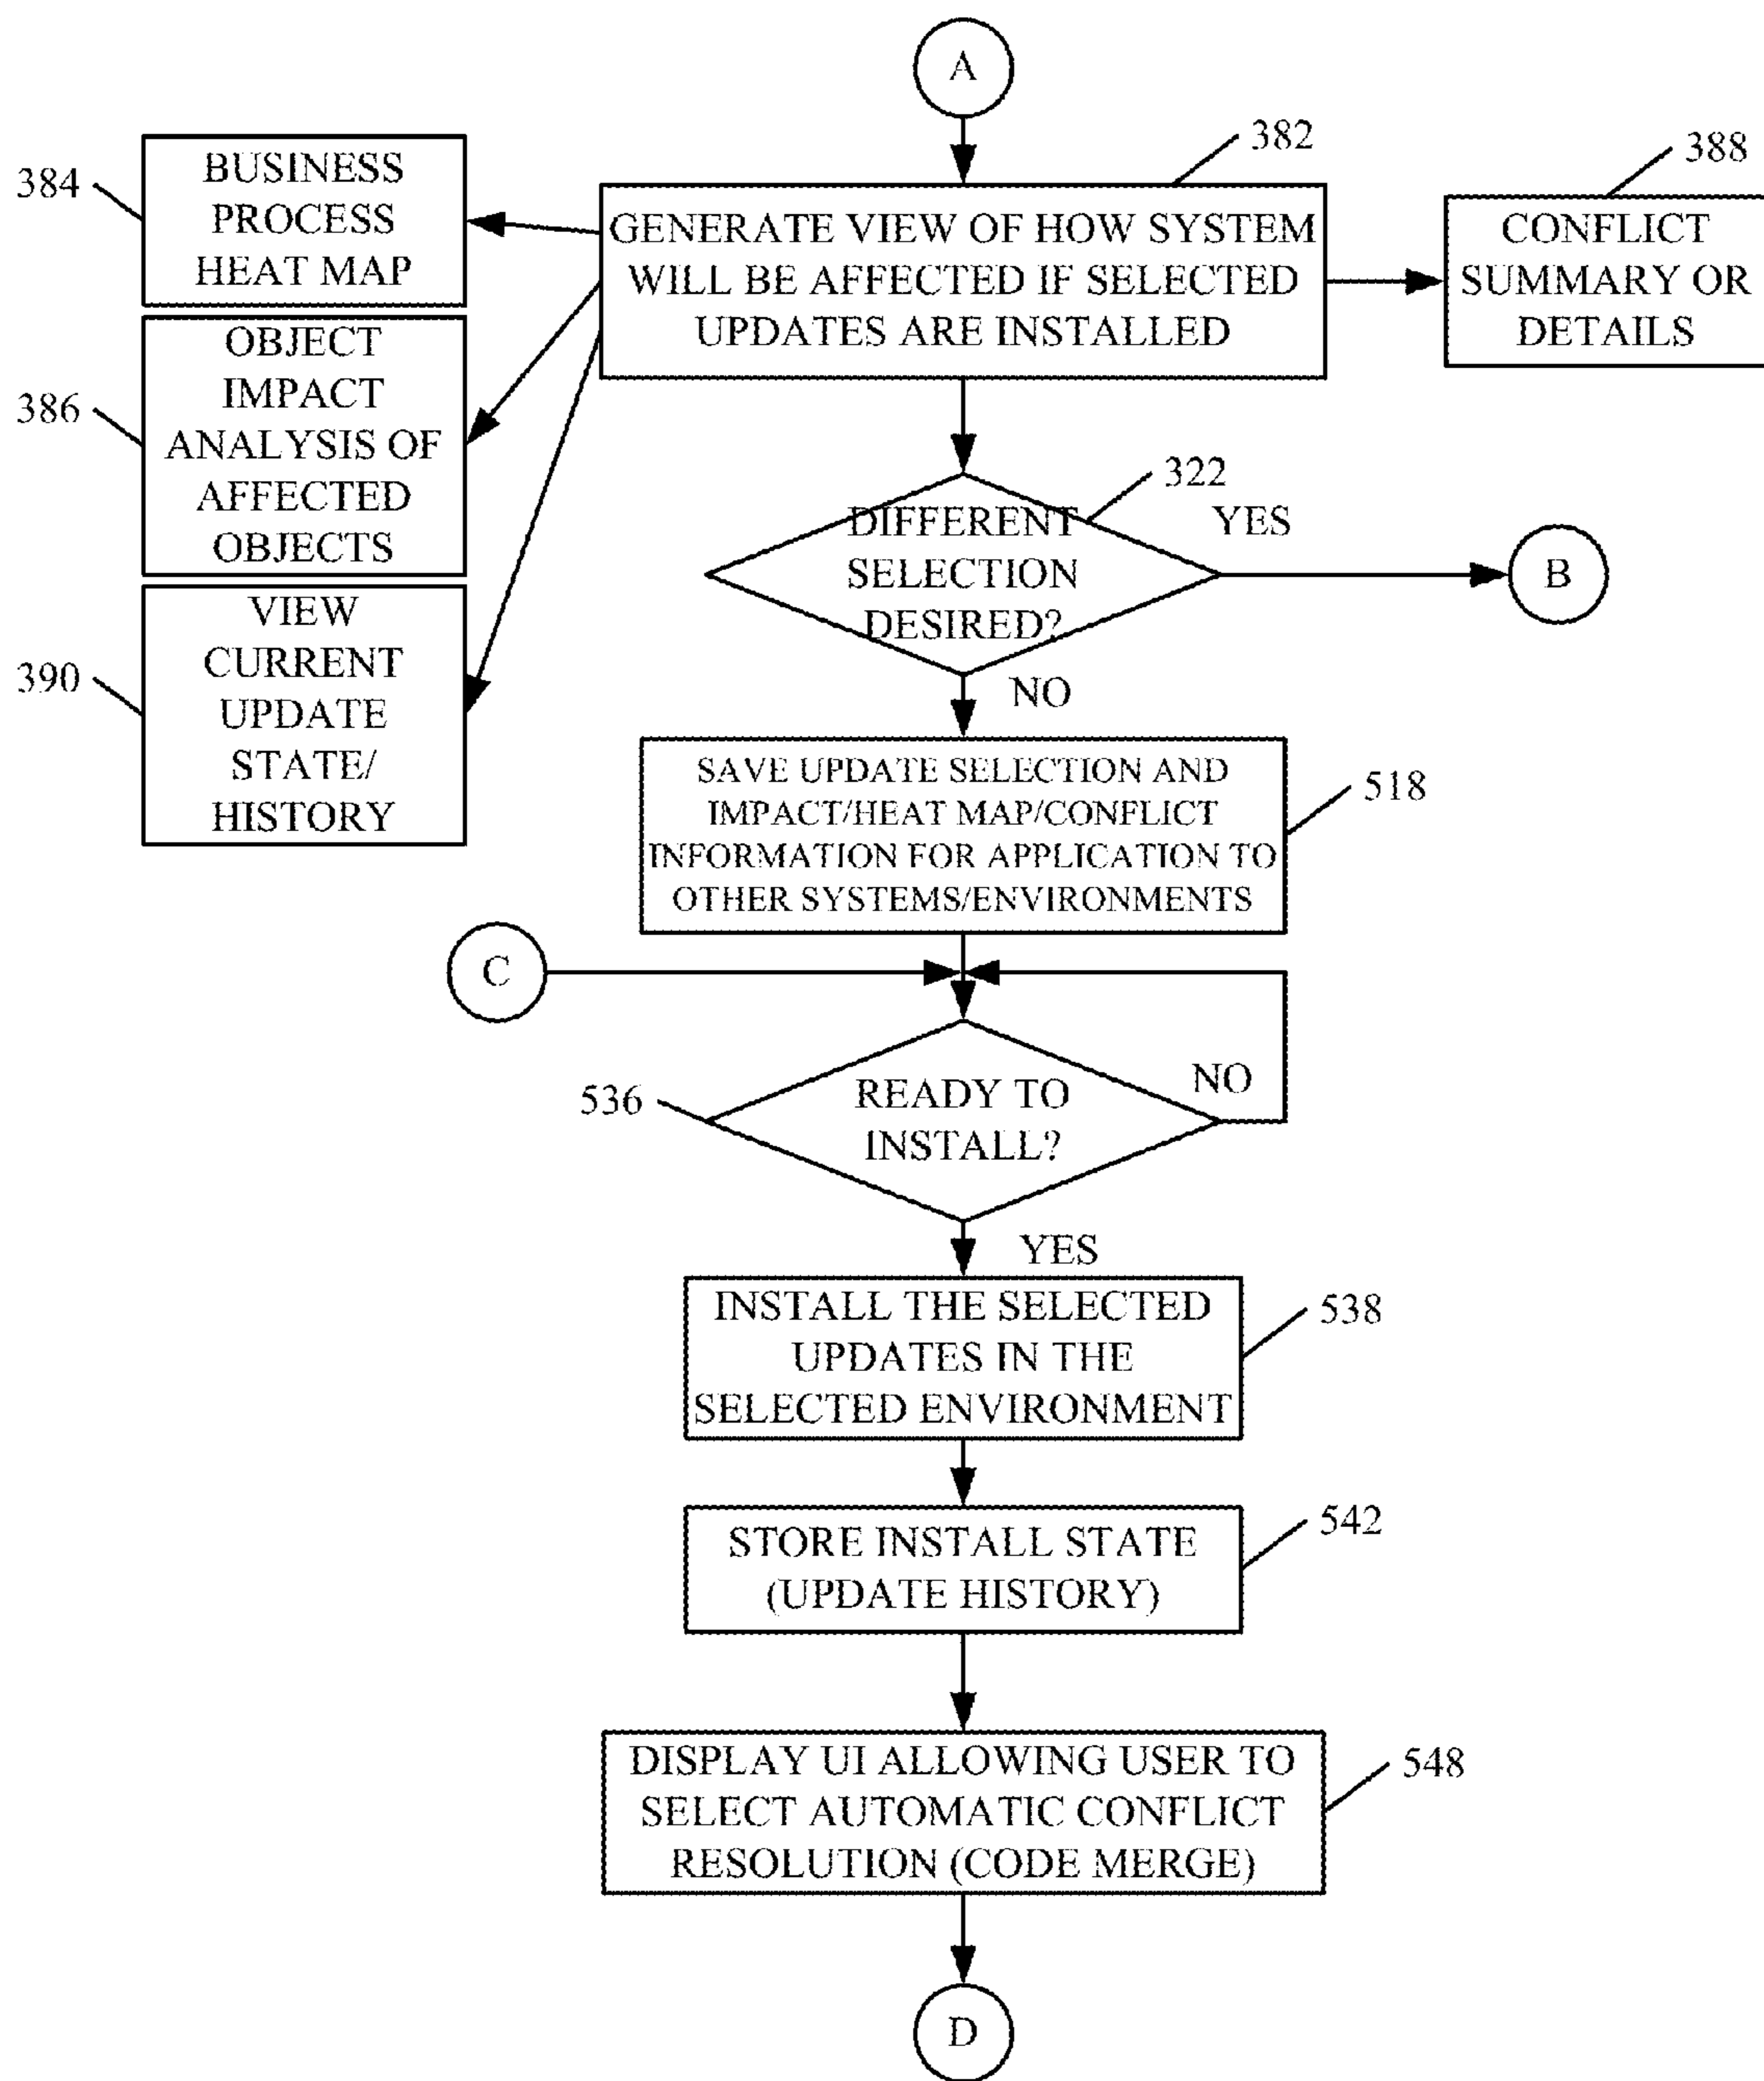 A
382
388
384
BUSINESS
PROCESS
HEAT MAP
GENERATE VIEW OF HOW SYSTEM
WILL BE AFFECTED IF SELECTED
UPDATES ARE INSTALLED
CONFLICT
SUMMARY OR
DETAILS
386
OBJECT
IMPACT
ANALYSIS OF
AFFECTED
OBJECTS
390
VIEW
CURRENT
UPDATE
STATE/
HISTORY
322
DIFFERENT
SELECTION
DESIRED?
YES
B
NO
SAVE UPDATE SELECTION AND
IMPACT/HEAT MAP/CONFLICT
INFORMATION FOR APPLICATION TO
OTHER SYSTEMS/ENVIRONMENTS
518
C
536
READY TO
INSTALL?
NO
YES
INSTALL THE SELECTED
UPDATES IN THE
SELECTED ENVIRONMENT
538
STORE INSTALL STATE
(UPDATE HISTORY)
542
DISPLAY UI ALLOWING USER TO
SELECT AUTOMATIC CONFLICT
RESOLUTION (CODE MERGE)
548
D